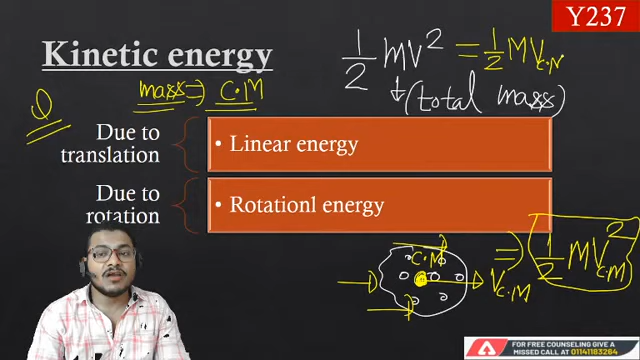 Y237
Kinetic energy
1/2 MV² = 1/2 MV C.M
mass ⇒ C.M
↓(total mass)
Q
Due to translation
• Linear energy
Due to rotation
• Rotationl energy
C.M
V C.M
⇒ 1/2 MV² C.M
FOR FREE COUNSELING GIVE A
MISSED CALL AT 01141183264